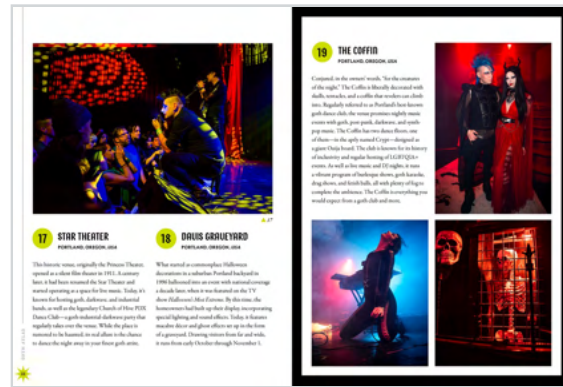 17
17
STAR THEATER
PORTLAND, OREGON, USA
This historic venue, originally the Princess Theater,
opened as a silent film theater in 1911. A century
later, it had been renamed the Star Theater and
started operating as a space for live music. Today, it's
known for hosting goth, darkwave, and industrial
bands, as well as the legendary Church of Hive PDX
Dance Club—a goth-industrial darkwave party that
regularly takes over the venue. While the place is
rumored to be haunted, its real allure is the chance
to dance the night away in your finest goth attire.
18
DAVIS GRAVEYARD
PORTLAND, OREGON, USA
What started as commonplace Halloween
decorations in a suburban Portland backyard in
1998 ballooned into an event with national coverage
a decade later, when it was featured on the TV
show Halloween's Most Extreme. By this time, the
homeowners had built up their display, incorporating
special lighting and sound effects. Today, it features
macabre décor and ghostly effects set up in the form
of a graveyard. Drawing visitors from far and wide,
it runs from early October through November 1.
19
THE COFFIN
PORTLAND, OREGON, USA
Conjured, in the owners' words, "for the creatures
of the night," The Coffin is liberally decorated with
skulls, tentacles, and a coffin that revelers can climb
into. Regularly referred to as Portland's best-known
goth dance club, the venue promises nightly music
events with goth, post-punk, darkwave, and synth-
pop music. The Coffin has two dance floors, one
of them—in the aptly named Crypt—designed as
a giant Ouija board. The club is known for its history
of inclusivity and regular hosting of LGBTQIA+
events. As well as live music and DJ nights, it runs
a vibrant program of burlesque shows, goth karaoke,
drag shows, and fetish balls, all with plenty of fog to
complete the ambience. The Coffin is everything you
would expect from a goth club and more.